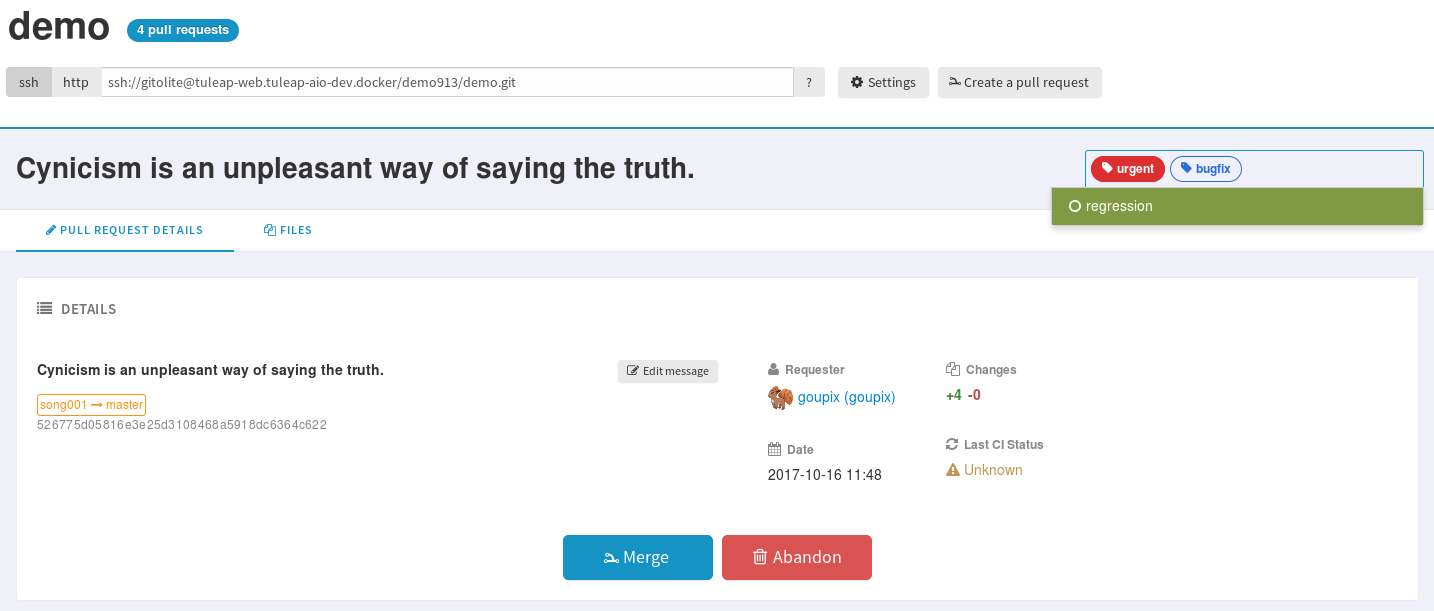 demo 4 pull requests
ssh http ssh://gitolite@tuleap-web.tuleap-aio-dev.docker/demo913/demo.git ? Settings Create a pull request
Cynicism is an unpleasant way of saying the truth. urgent bugfix
regression
PULL REQUEST DETAILS FILES
DETAILS
Cynicism is an unpleasant way of saying the truth. Edit message Requester Changes
song001 → master goupix (goupix) +4 -0
526775d05816e3e25d3108468a5918dc6364c622
Date Last CI Status
2017-10-16 11:48 Unknown
Merge Abandon